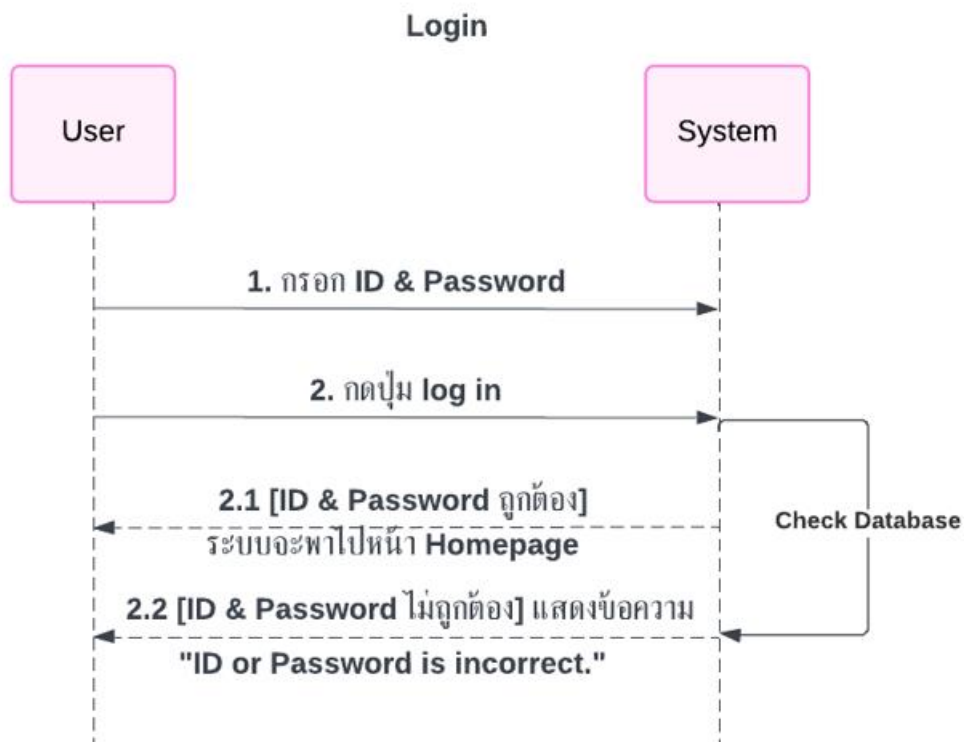 Login
User
System
1. กรอก ID & Password
2. กดปุ่ม log in
2.1 [ID & Password ถูกต้อง]
Check Database
ระบบจะพาไปหน้า Homepage
2.2 [ID & Password ไม่ถูกต้อง] แสดงข้อความ
"ID or Password is incorrect."